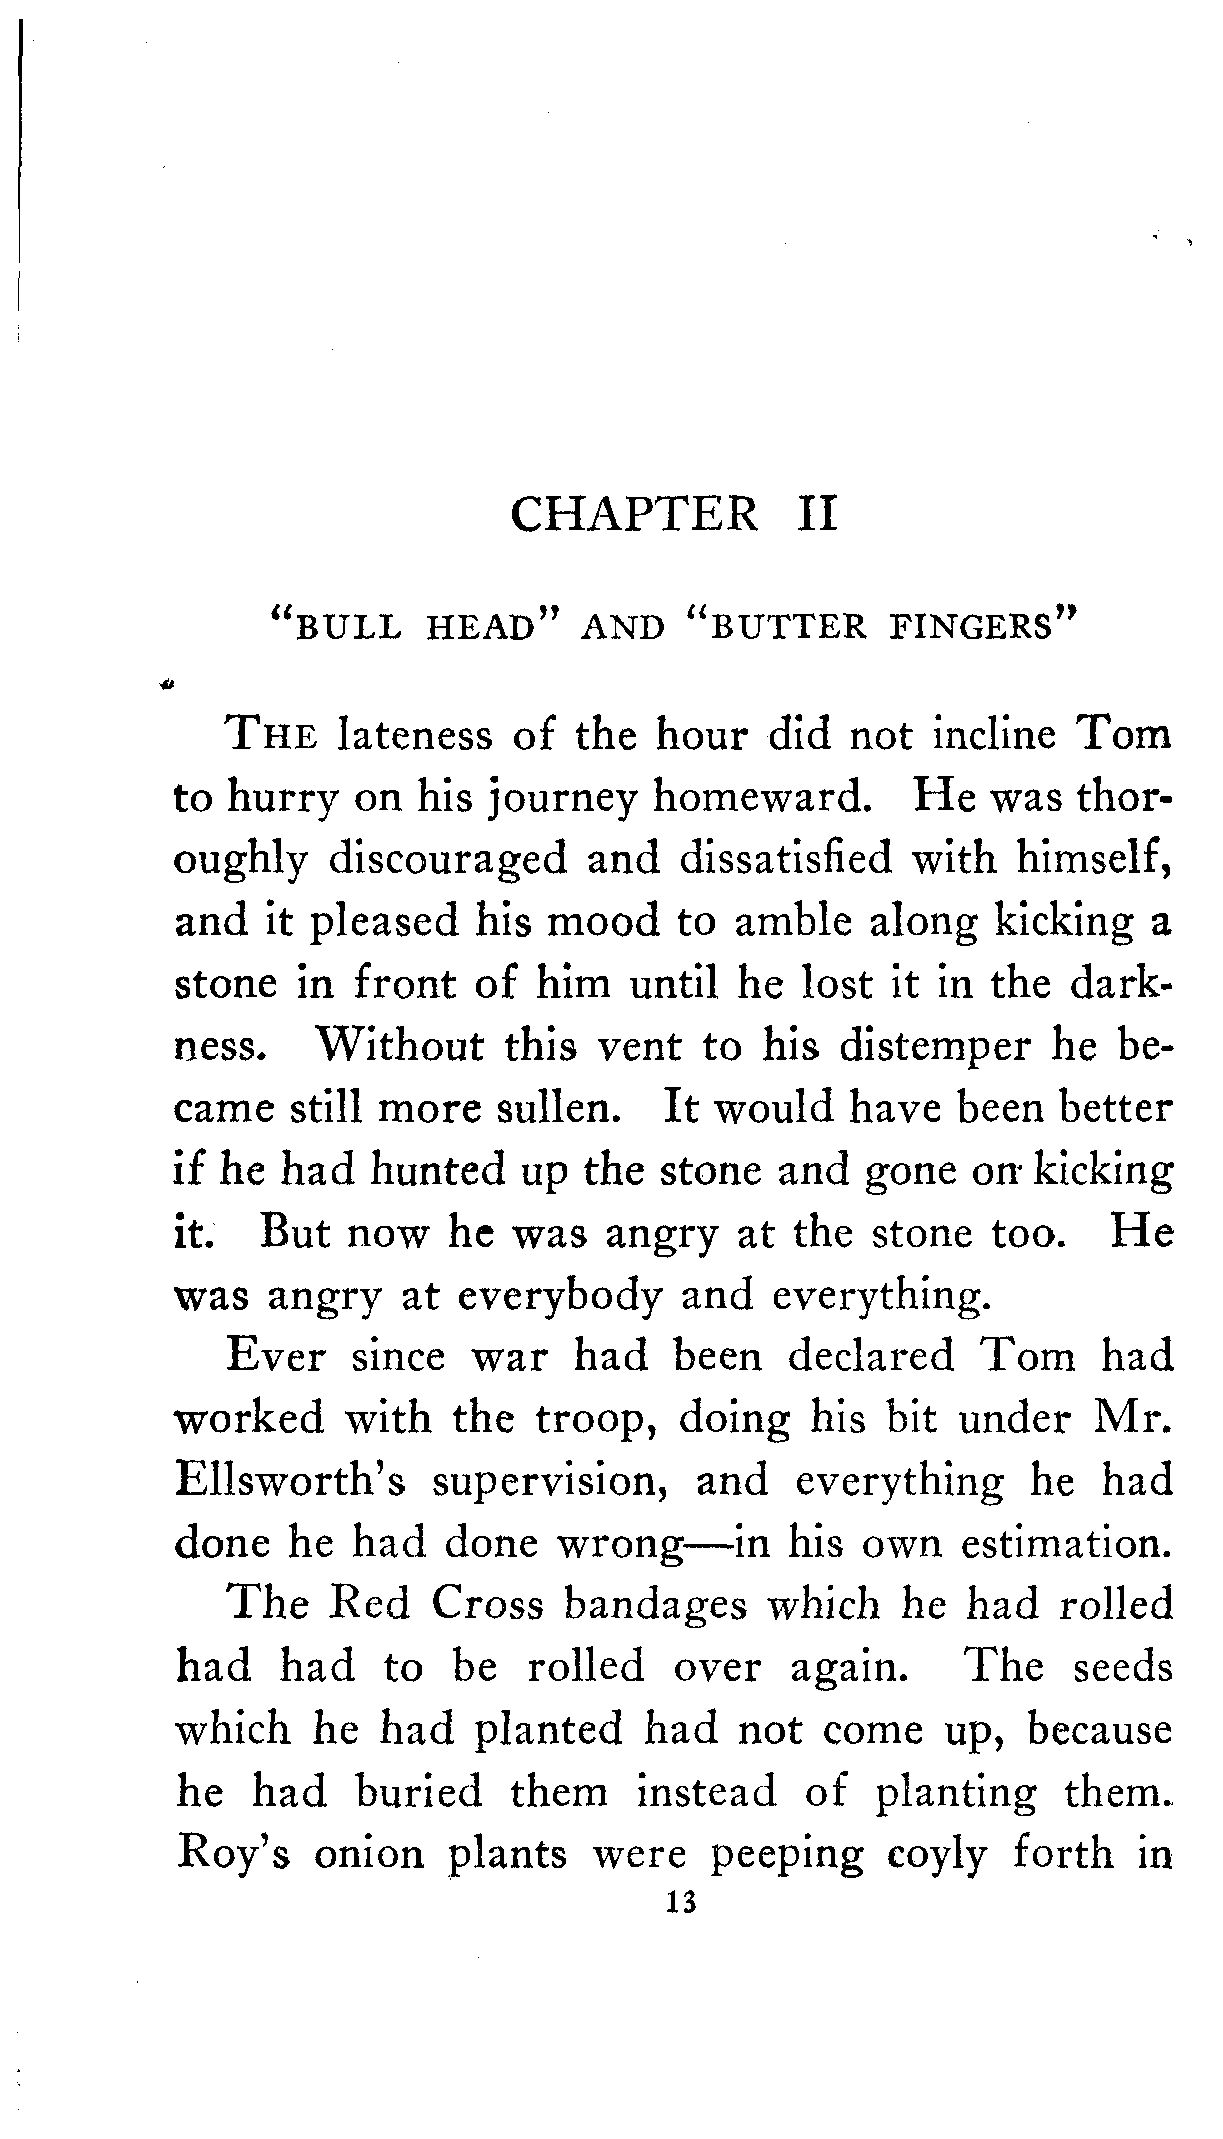 CHAPTER II
“BULL HEAD” AND “BUTTER FINGERS”
THE lateness of the hour did not incline Tom
to hurry on his journey homeward. He was thor-
oughly discouraged and dissatisfied with himself,
and it pleased his mood to amble along kicking a
stone in front of him until he lost it in the dark-
ness. Without this vent to his distemper he be-
came still more sullen. It would have been better
if he had hunted up the stone and gone on kicking
it. But now he was angry at the stone too. He
was angry at everybody and everything.
Ever since war had been declared Tom had
worked with the troop, doing his bit under Mr.
Ellsworth's supervision, and everything he had
done he had done wrong—in his own estimation.
The Red Cross bandages which he had rolled
had had to be rolled over again. The seeds
which he had planted had not come up, because
he had buried them instead of planting them.
Roy's onion plants were peeping coyly forth in
13